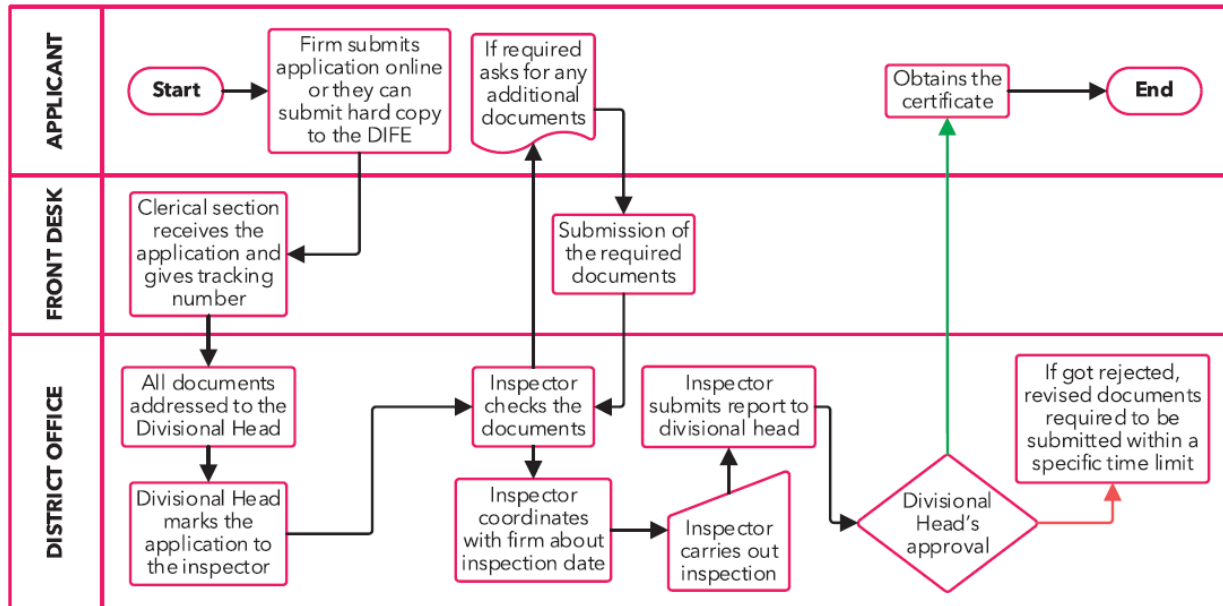 APPLICANT
Start
Firm submits
application online
or they can
submit hard copy
to the DIFE
If required
asks for any
additional
documents
Obtains the
certificate
End
FRONT DESK
Clerical section
receives the
application and
gives tracking
number
Submission of
the required
documents
DISTRICT OFFICE
All documents
addressed to the
Divisional Head
Divisional Head
marks the
application to
the inspector
Inspector
checks the
documents
Inspector
coordinates
with firm about
inspection date
Inspector
submits report to
divisional head
Inspector
carries out
inspection
Divisional
Head's
approval
If got rejected,
revised documents
required to be
submitted within a
specific time limit